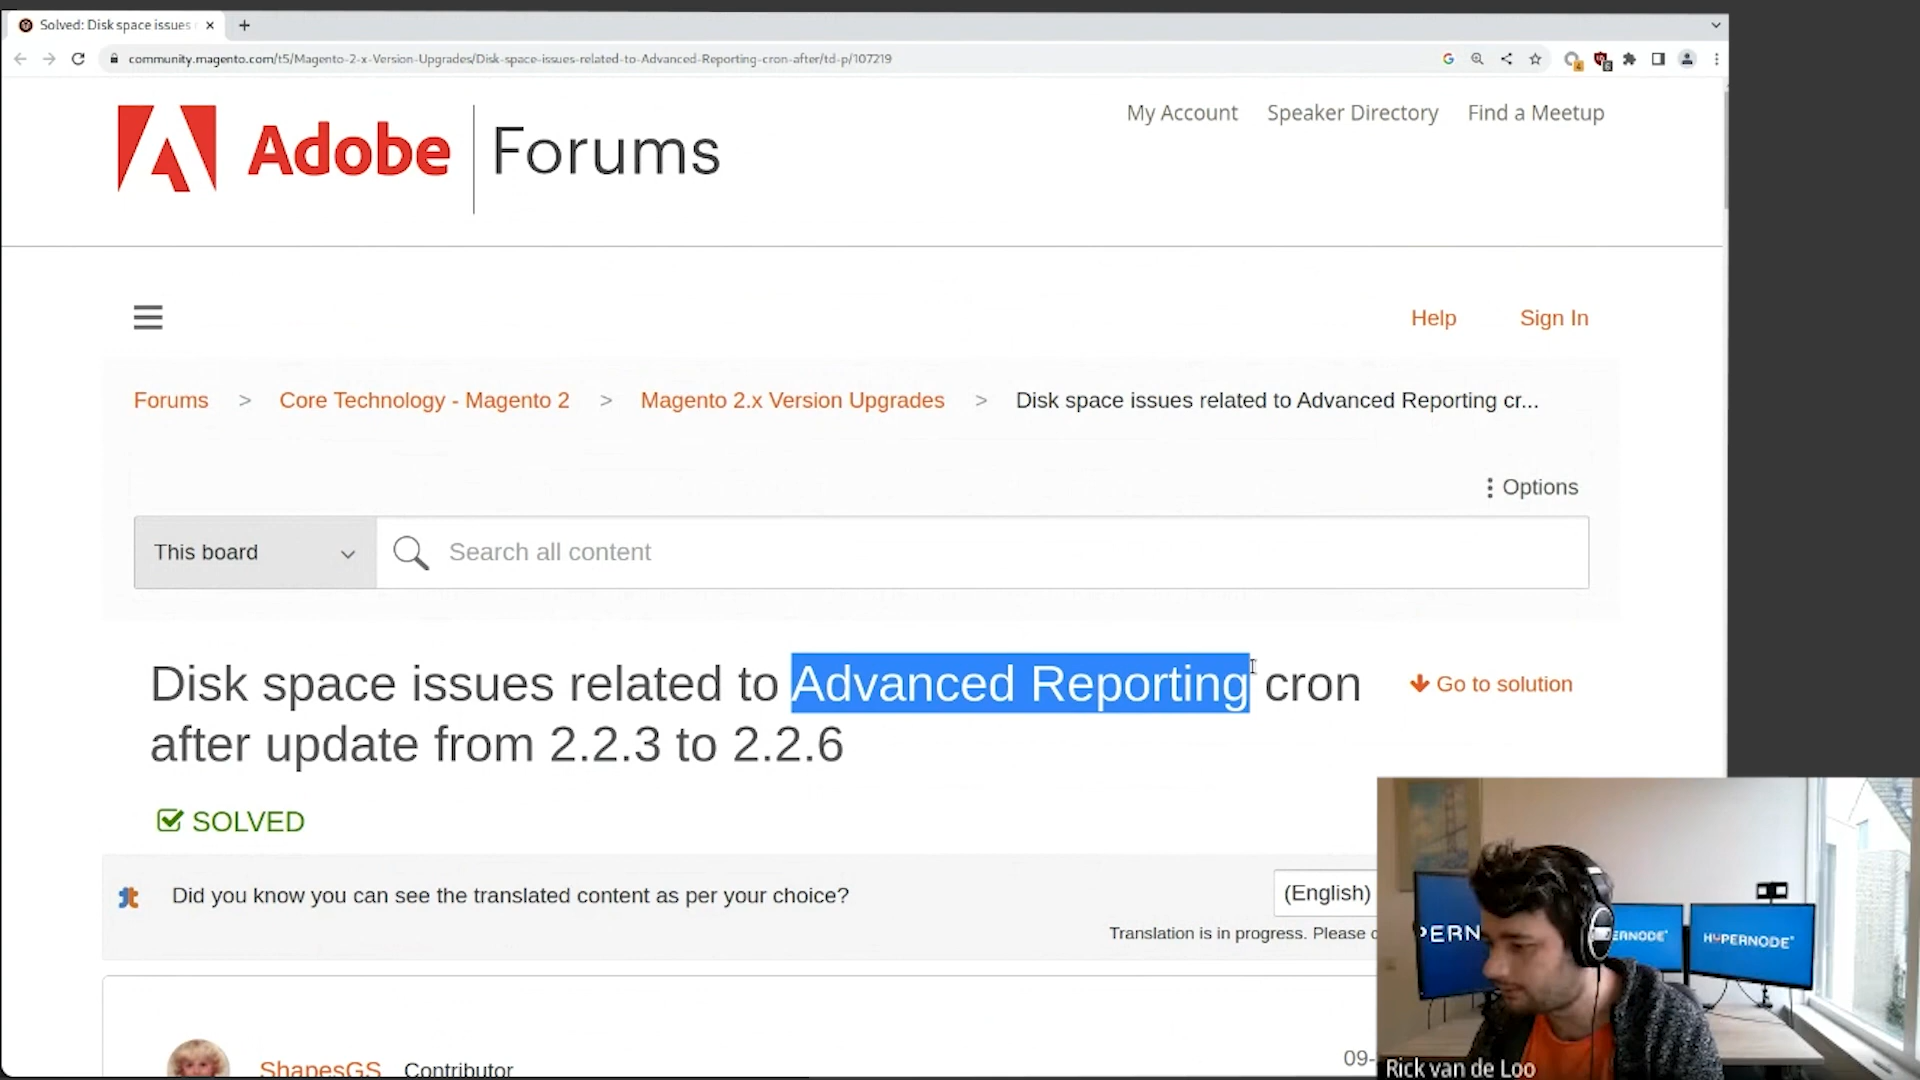 Solved: Disk space issues
community.magento.com/t5/Magento-2-x-Version-Upgrades/Disk-space-issues-related-to-Advanced-Reporting-cron-after/td-p/107219
Adobe | Forums
My Account Speaker Directory Find a Meetup
Help Sign In
Forums > Core Technology - Magento 2 > Magento 2.x Version Upgrades > Disk space issues related to Advanced Reporting cr...
Options
This board Search all content
Disk space issues related to Advanced Reporting cron
after update from 2.2.3 to 2.2.6
Go to solution
SOLVED
Did you know you can see the translated content as per your choice?
(English)
Translation is in progress. Please
ShapesGS Contributor
09-
PERN
ERNODE
HYPERNODE
Rick van de Loo